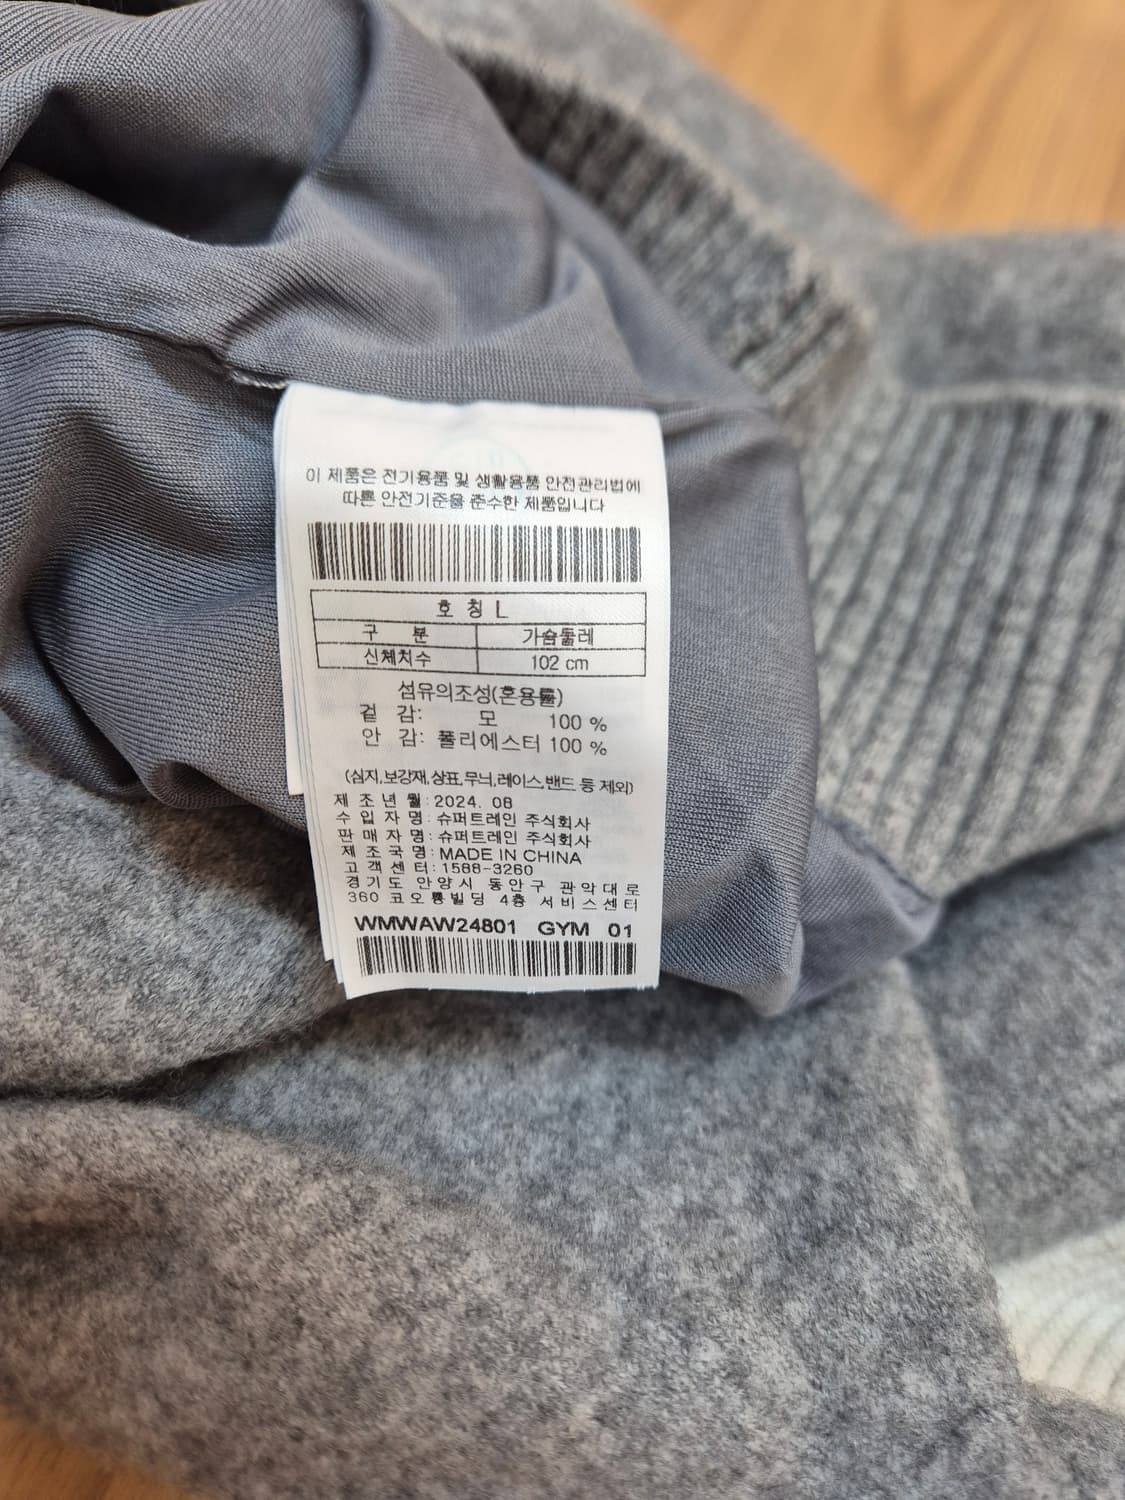 이 제품은 전기용품 및 생활용품 안전관리법에
따른 안전기준을 준수한 제품입니다
호 칭 L
구 분 가슴둘레
신체치수 102 cm
섬유의조성(혼용률)
겉 감: 모 100 %
안 감: 폴리에스터 100 %
(심지,보강재,상표,무늬,레이스,밴드 등 제외)
제 조 년 월 : 2024. 08
수 입 자 명 : 슈퍼트레인 주식회사
판 매 자 명 : 슈퍼트레인 주식회사
제 조 국 명 : MADE IN CHINA
고 객 센 터 : 1588-3260
경 기 도 안 양 시 동 안 구 관 악 대 로
360 코 오 롱 빌 딩 4층 서 비 스 센 터
WMWAW24801 GYM 01